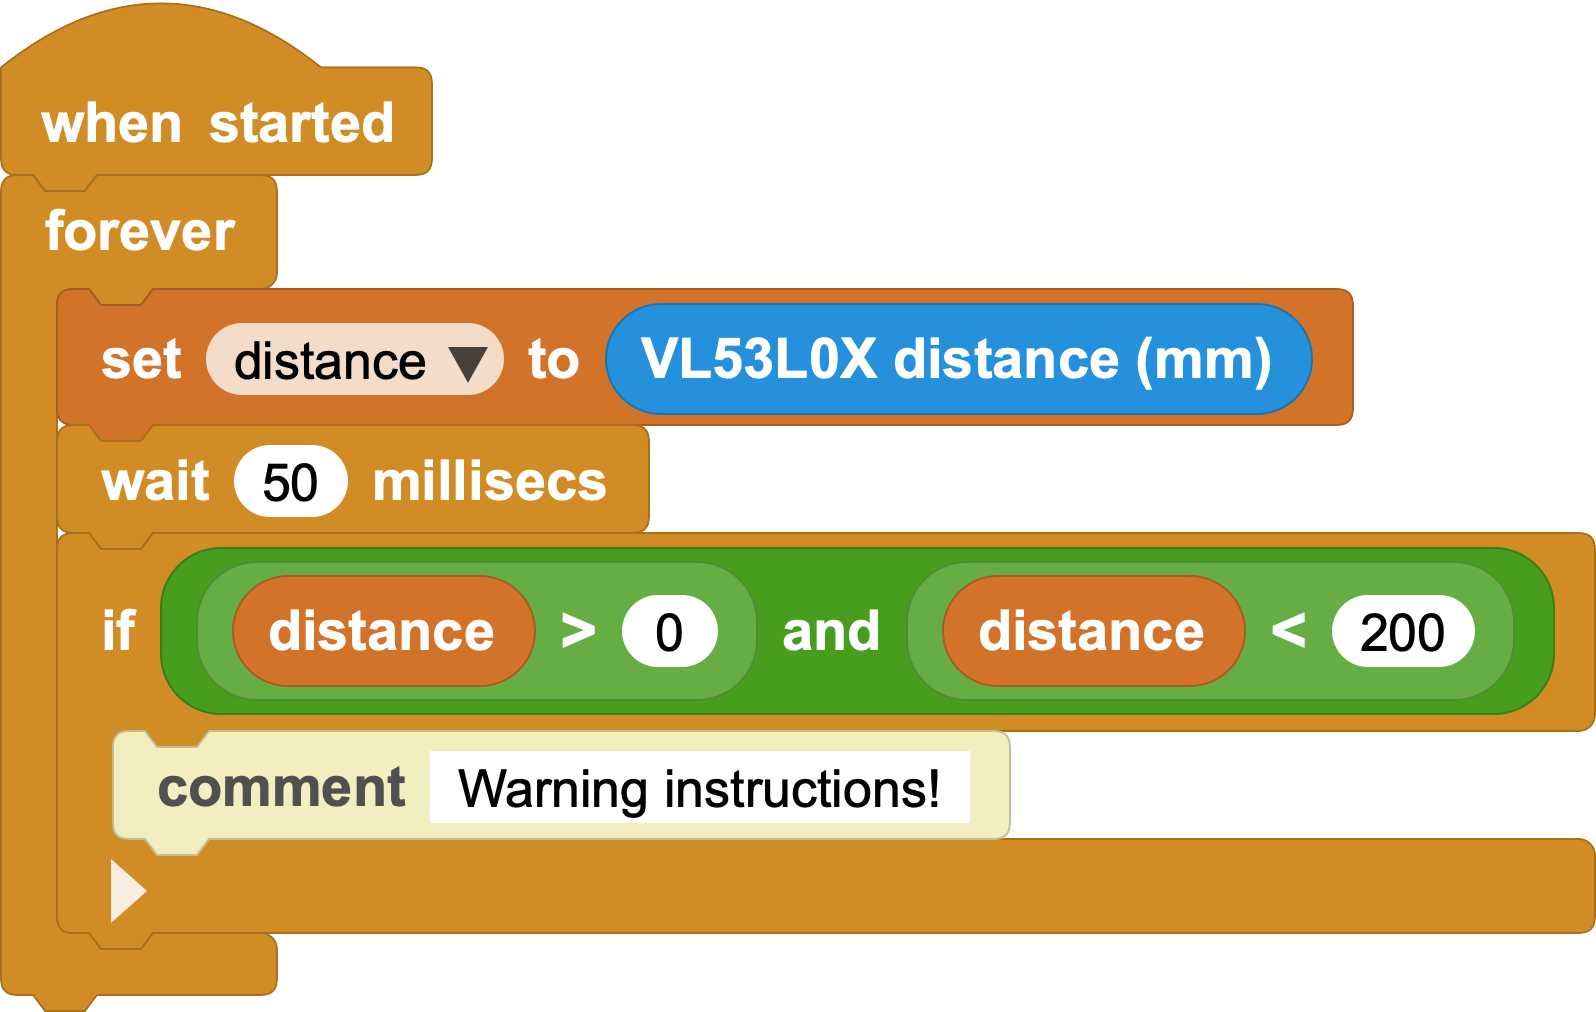 when started
forever
set distance to VL53L0X distance (mm)
wait 50 millisecs
if distance > 0 and distance < 200
comment Warning instructions!